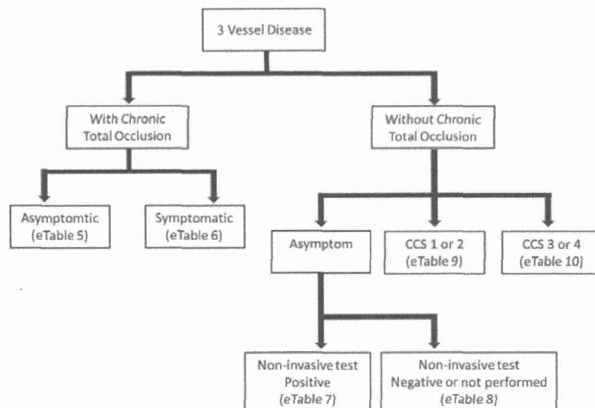 3 Vessel Disease
With Chronic
Total Occlusion
Without Chronic
Total Occlusion
Asymptomtic
(eTable 5)
Symptomatic
(eTable 6)
Asymptom
CCS 1 or 2
(eTable 9)
CCS 3 or 4
(eTable 10)
Non-invasive test
Positive
(eTable 7)
Non-invasive test
Negative or not performed
(eTable 8)